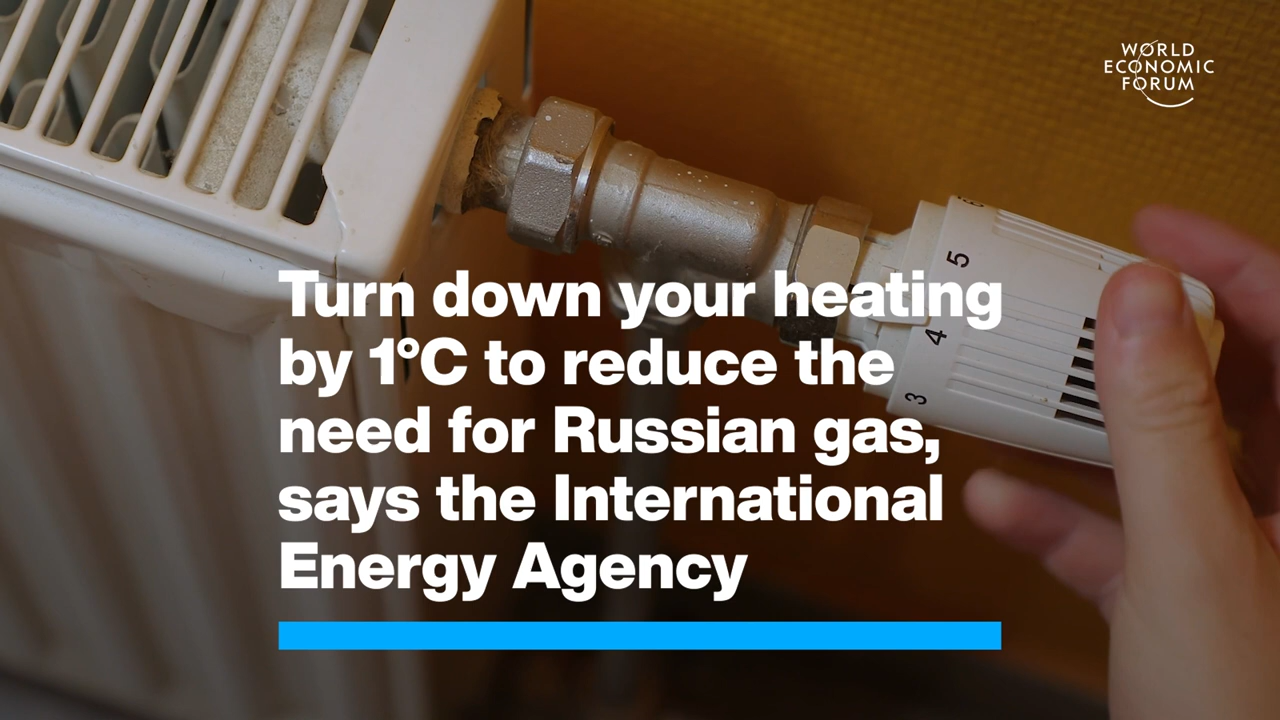 WORLD
ECONOMIC
FORUM
5
4
3
Turn down your heating
by 1°C to reduce the
need for Russian gas,
says the International
Energy Agency